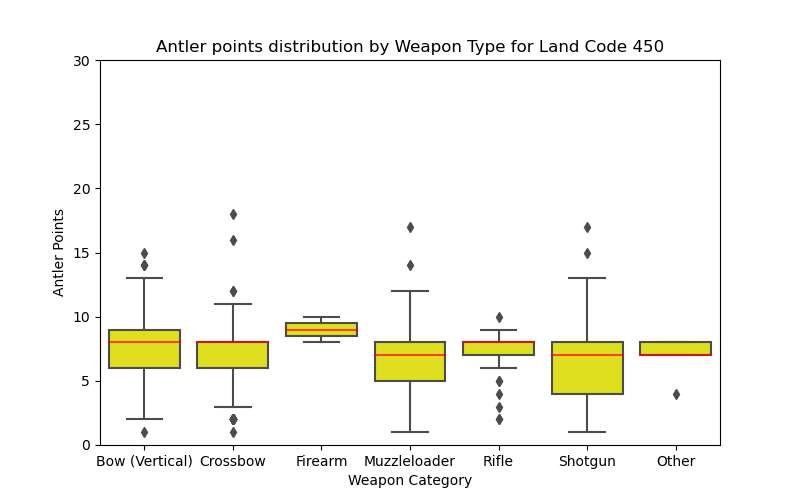 Antler points distribution by Weapon Type for Land Code 450
30
25
20
15
10
5
0
Antler Points
Bow (Vertical) Crossbow Firearm Muzzleloader Rifle Shotgun Other
Weapon Category